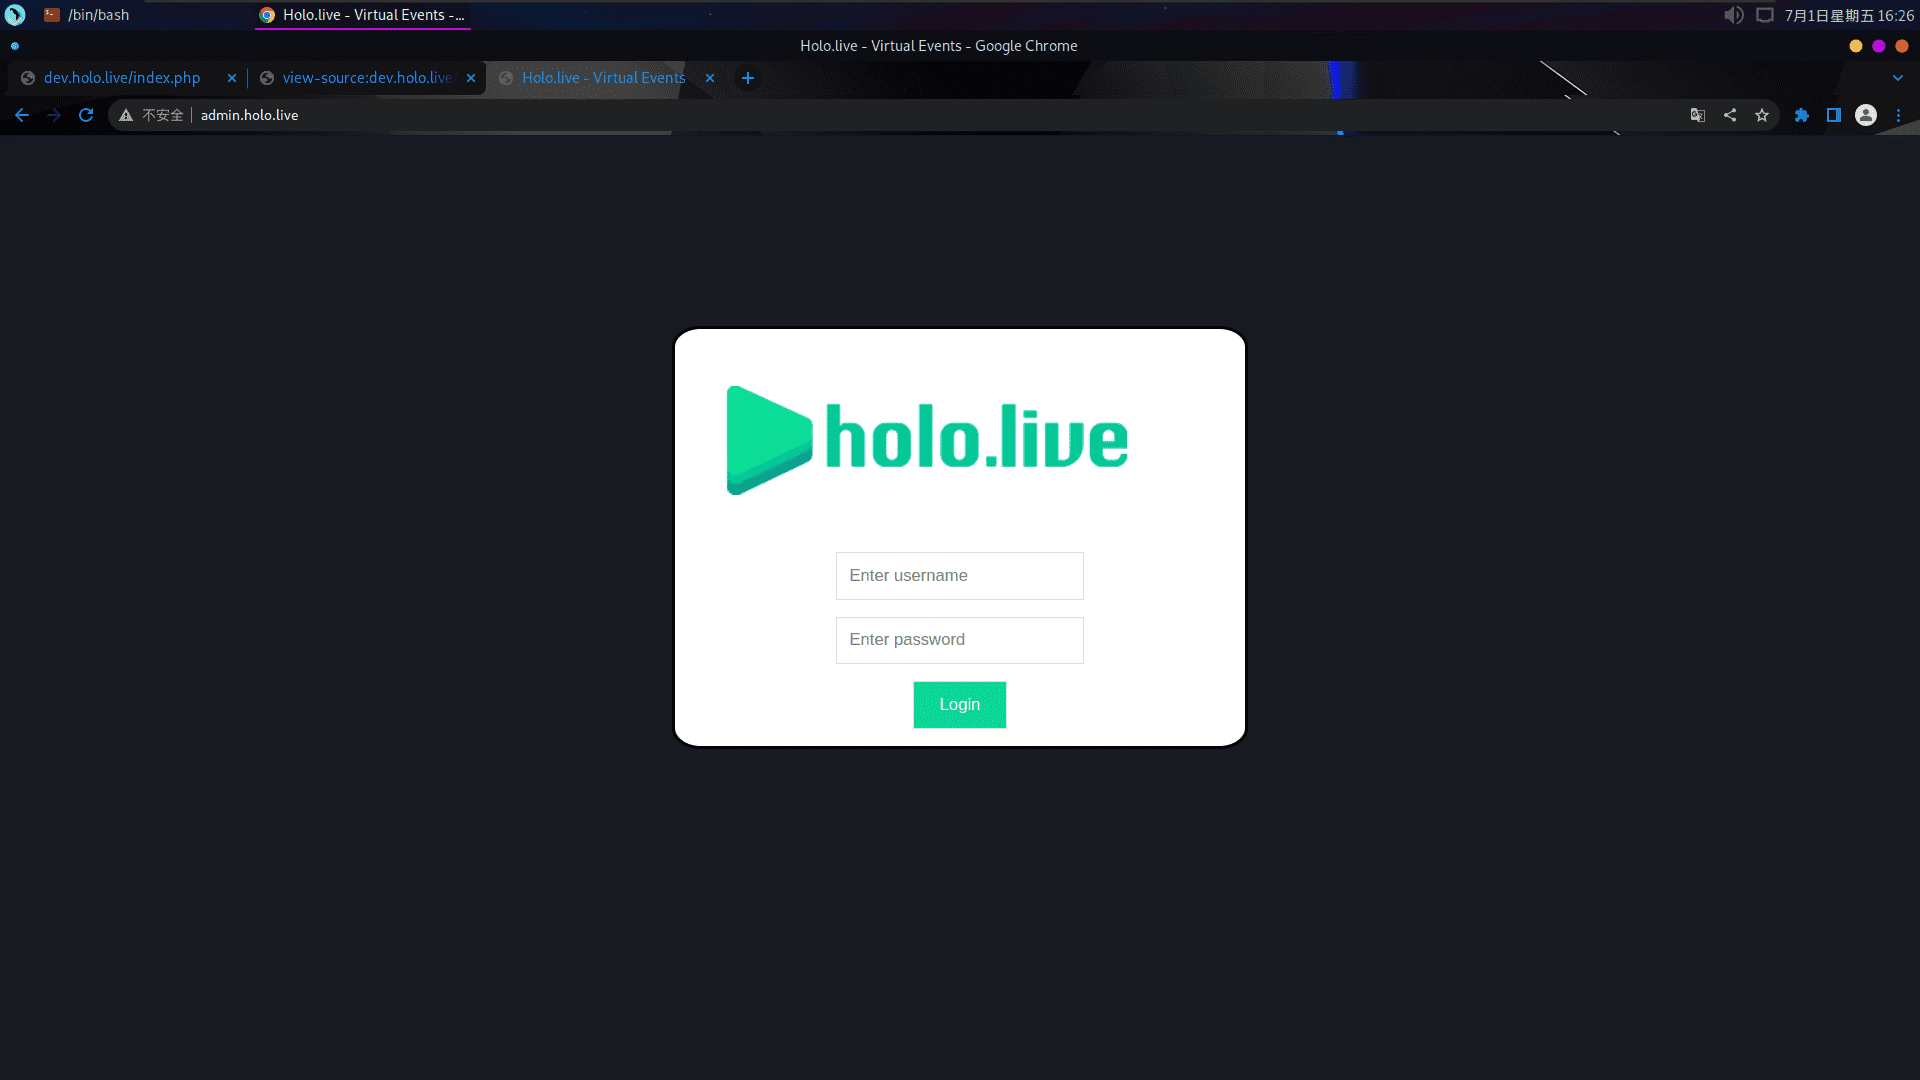 /bin/bash
Holo.live - Virtual Events -...
7月1日星期五 16:26
Holo.live - Virtual Events - Google Chrome
dev.holo.live/index.php
view-source:dev.holo.live
Holo.live - Virtual Events
不安全
admin.holo.live
holo.live
Enter username
Enter password
Login